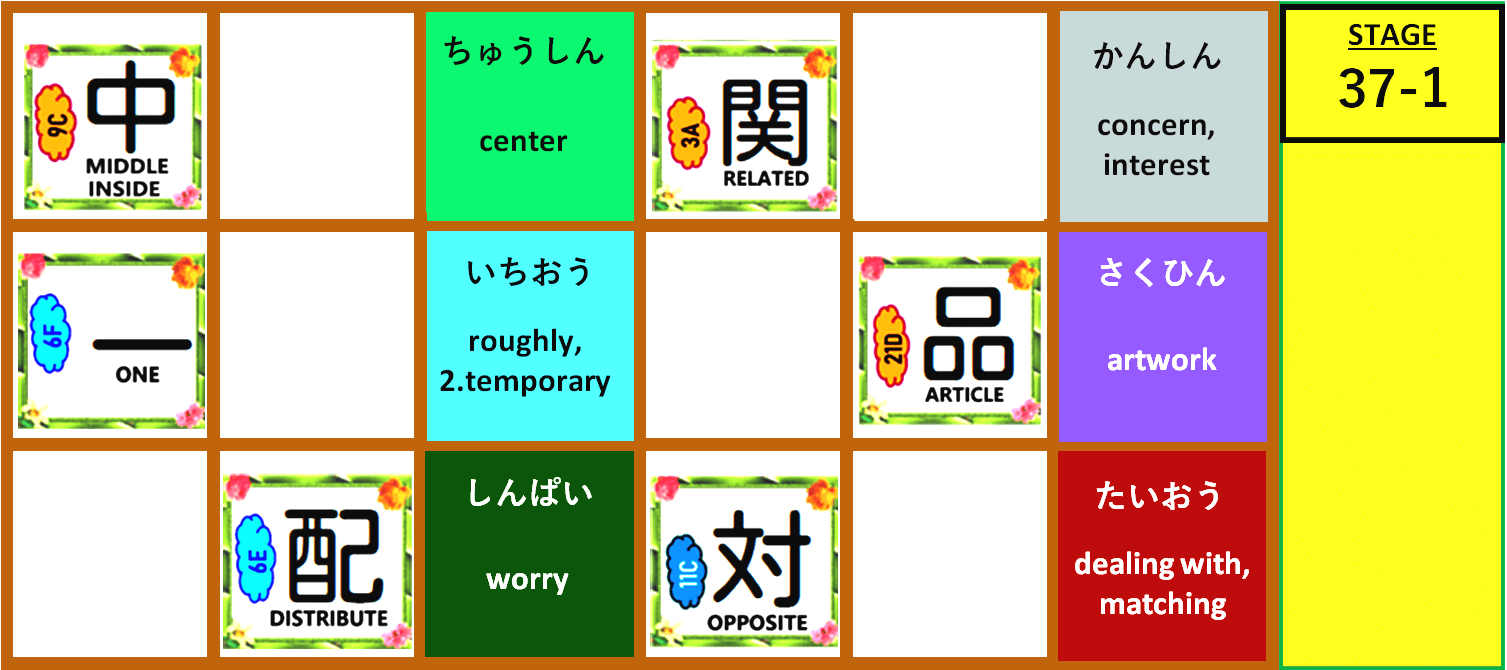 9C
中
MIDDLE
INSIDE
ちゅうしん
center
3A
関
RELATED
かんしん
concern,
interest
STAGE
37-1
6F
一
ONE
いちおう
roughly,
2.temporary
21D
品
ARTICLE
さくひん
artwork
6E
配
DISTRIBUTE
しんぱい
worry
11C
対
OPPOSITE
たいおう
dealing with,
matching